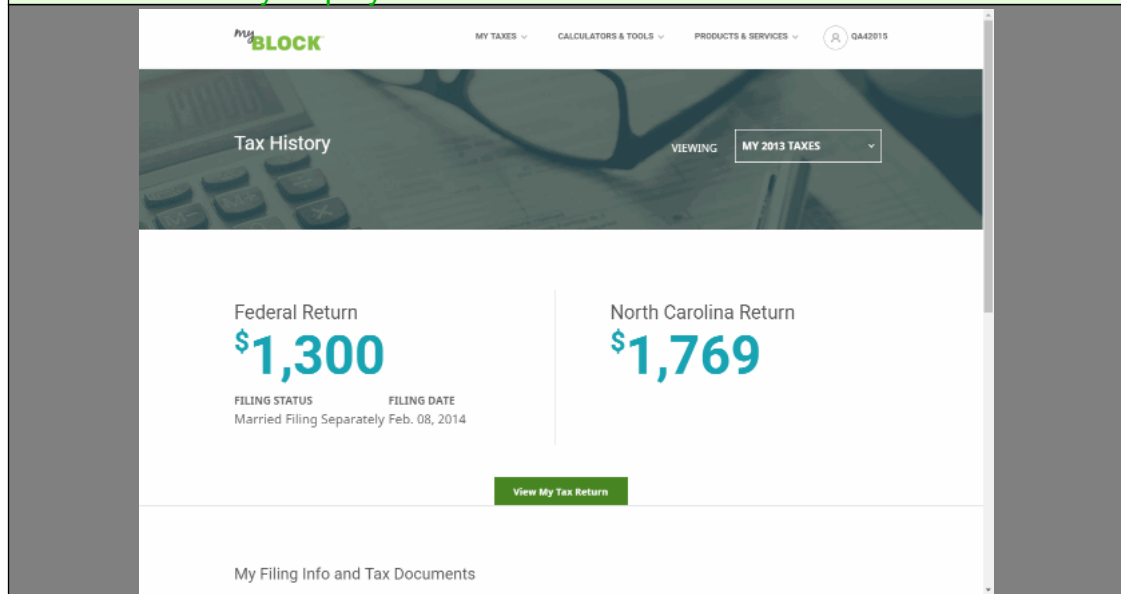 my BLOCK
MY TAXES
CALCULATORS & TOOLS
PRODUCTS & SERVICES
QA42015
Tax History
VIEWING
MY 2013 TAXES
Federal Return
$1,300
FILING STATUS
FILING DATE
Married Filing Separately
Feb. 08, 2014
North Carolina Return
$1,769
View My Tax Return
My Filing Info and Tax Documents